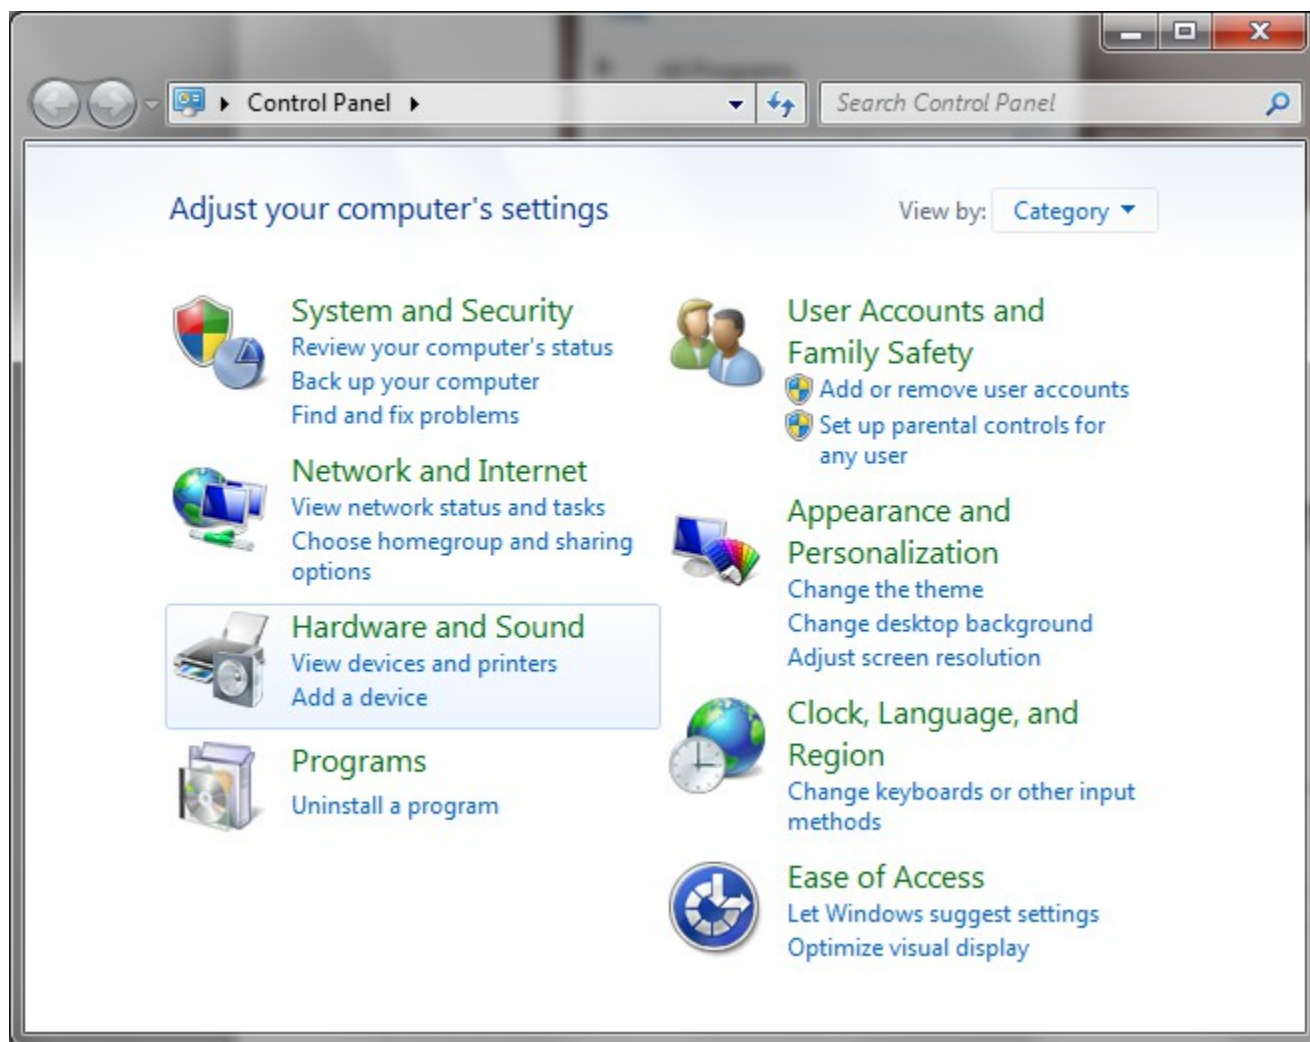 Control Panel
Search Control Panel
Adjust your computer's settings
View by: Category
System and Security
Review your computer's status
Back up your computer
Find and fix problems
Network and Internet
View network status and tasks
Choose homegroup and sharing
options
Hardware and Sound
View devices and printers
Add a device
Programs
Uninstall a program
User Accounts and
Family Safety
Add or remove user accounts
Set up parental controls for
any user
Appearance and
Personalization
Change the theme
Change desktop background
Adjust screen resolution
Clock, Language, and
Region
Change keyboards or other input
methods
Ease of Access
Let Windows suggest settings
Optimize visual display